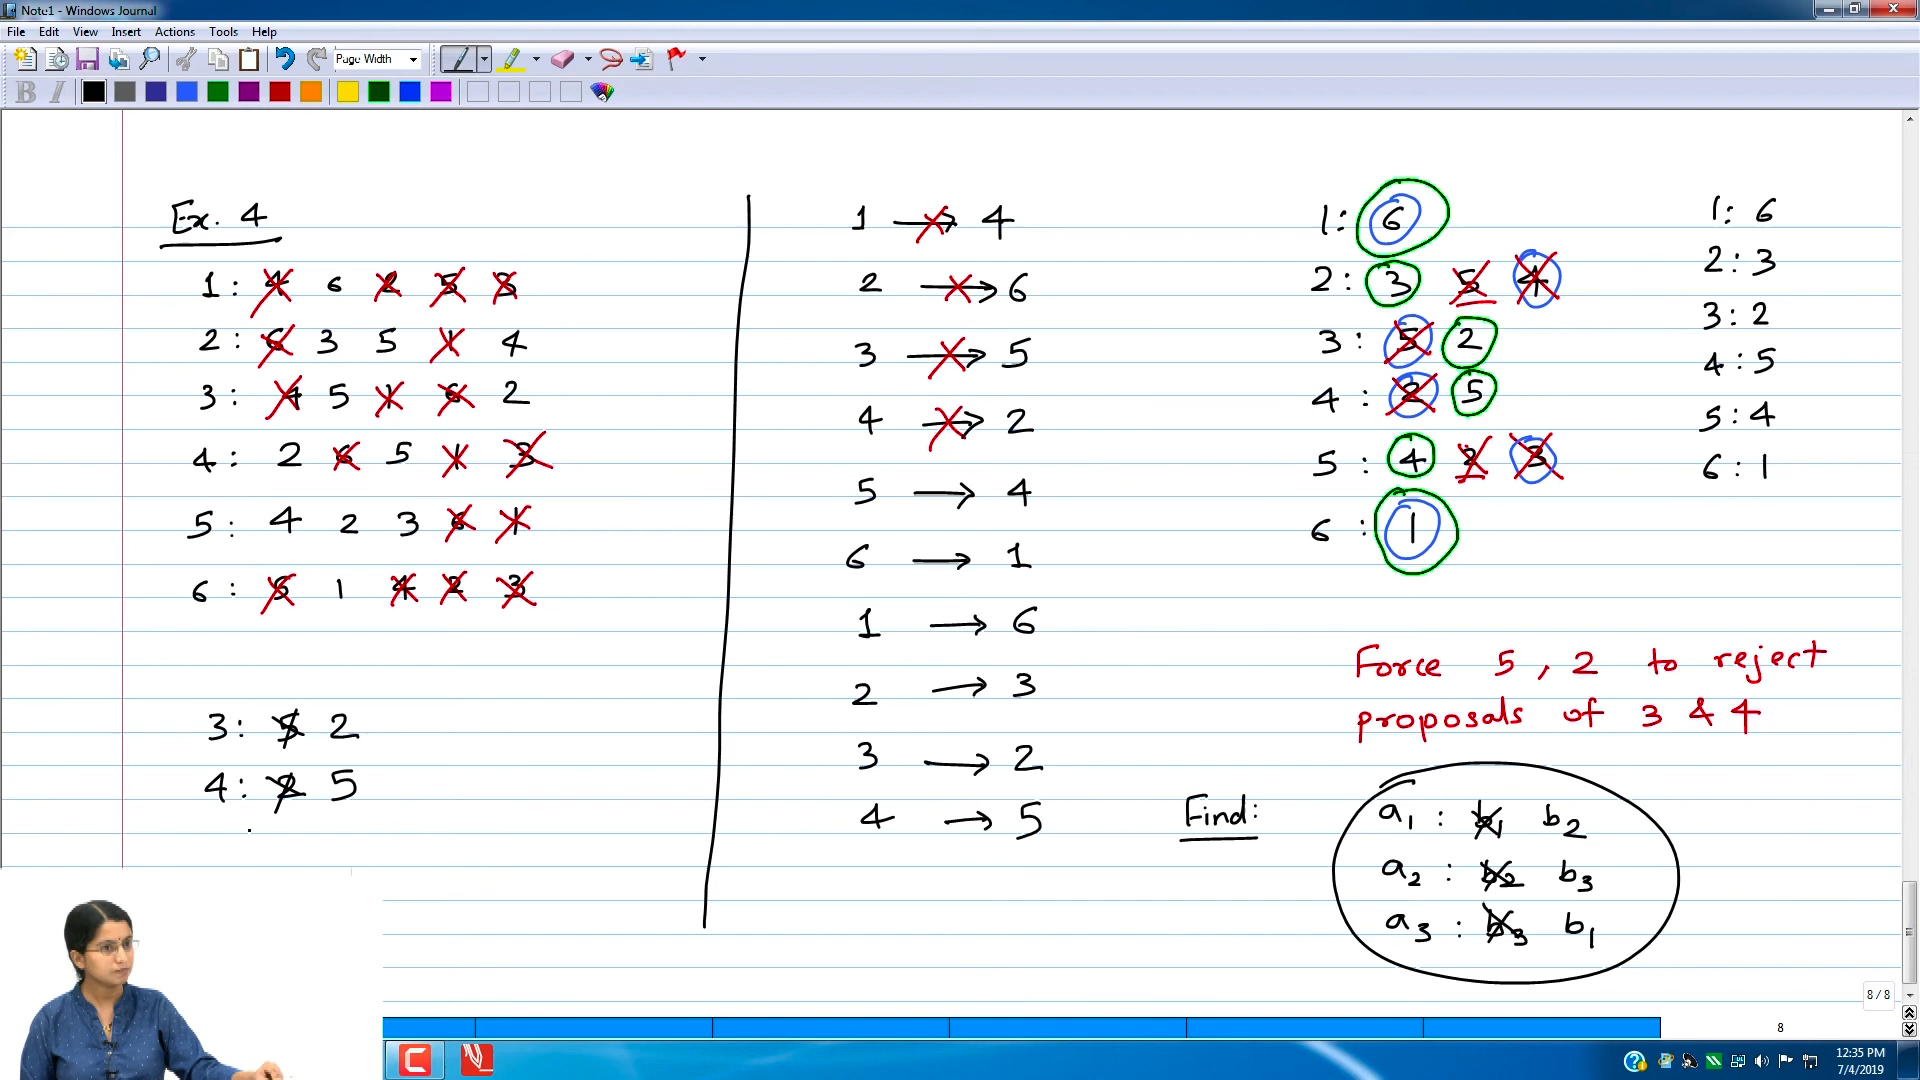 Note1 - Windows Journal
File Edit View Insert Actions Tools Help
Page Width
B I
Ex. 4
1: 4 6 2 5 3
2: 6 3 5 1 4
3: 4 5 1 6 2
4: 2 6 5 1 3
5: 4 2 3 6 1
6: 5 1 4 2 3
3: 5 2
4: 2 5
1 → 4
2 → 6
3 → 5
4 → 2
5 → 4
6 → 1
1 → 6
2 → 3
3 → 2
4 → 5
1: 6
2: 3 5 4
3: 5 2
4: 2 5
5: 4 2 3
6: 1
1: 6
2: 3
3: 2
4: 5
5: 4
6: 1
Force 5, 2 to reject
proposals of 3 & 4
Find:
a1 : b1 b2
a2 : b2 b3
a3 : b3 b1
8 / 8
8
12:35 PM
7/4/2019